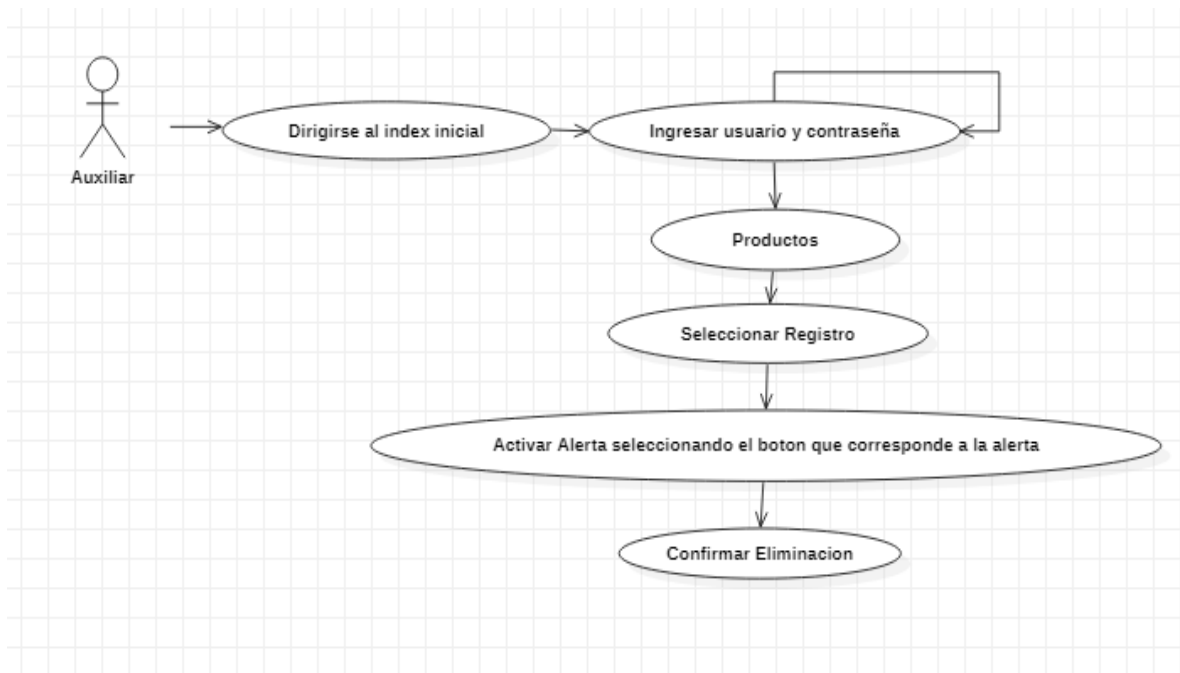 Auxiliar
Dirigirse al index inicial
Ingresar usuario y contraseña
Productos
Seleccionar Registro
Activar Alerta seleccionando el boton que corresponde a la alerta
Confirmar Eliminacion